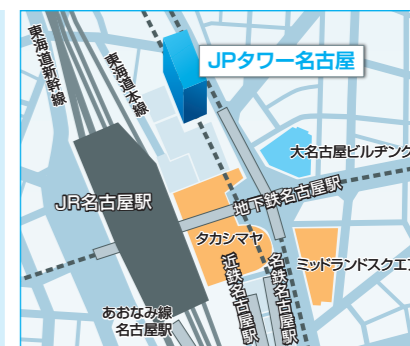 東海道新幹線
東海道本線
JPタワー名古屋
大名古屋ビルヂング
JR名古屋駅
地下鉄名古屋駅
タカシマヤ
ミッドランドスクエア
近鉄名古屋駅
名鉄名古屋駅
あおなみ線
名古屋駅